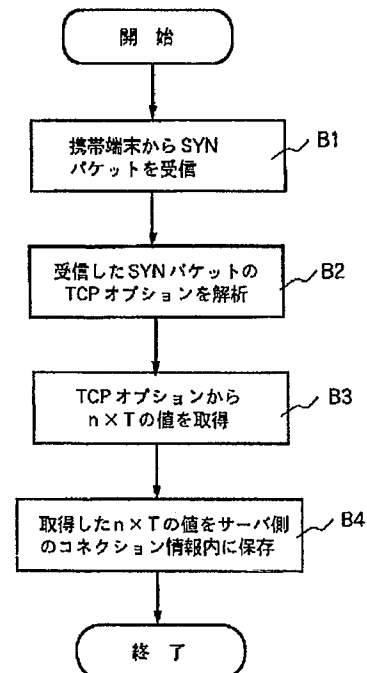 開 始
携帯端末からSYN
パケットを受信
B1
受信したSYNパケットの
TCPオプションを解析
B2
TCPオプションから
n×Tの値を取得
B3
取得したn×Tの値をサーバ側
のコネクション情報内に保存
B4
終 了